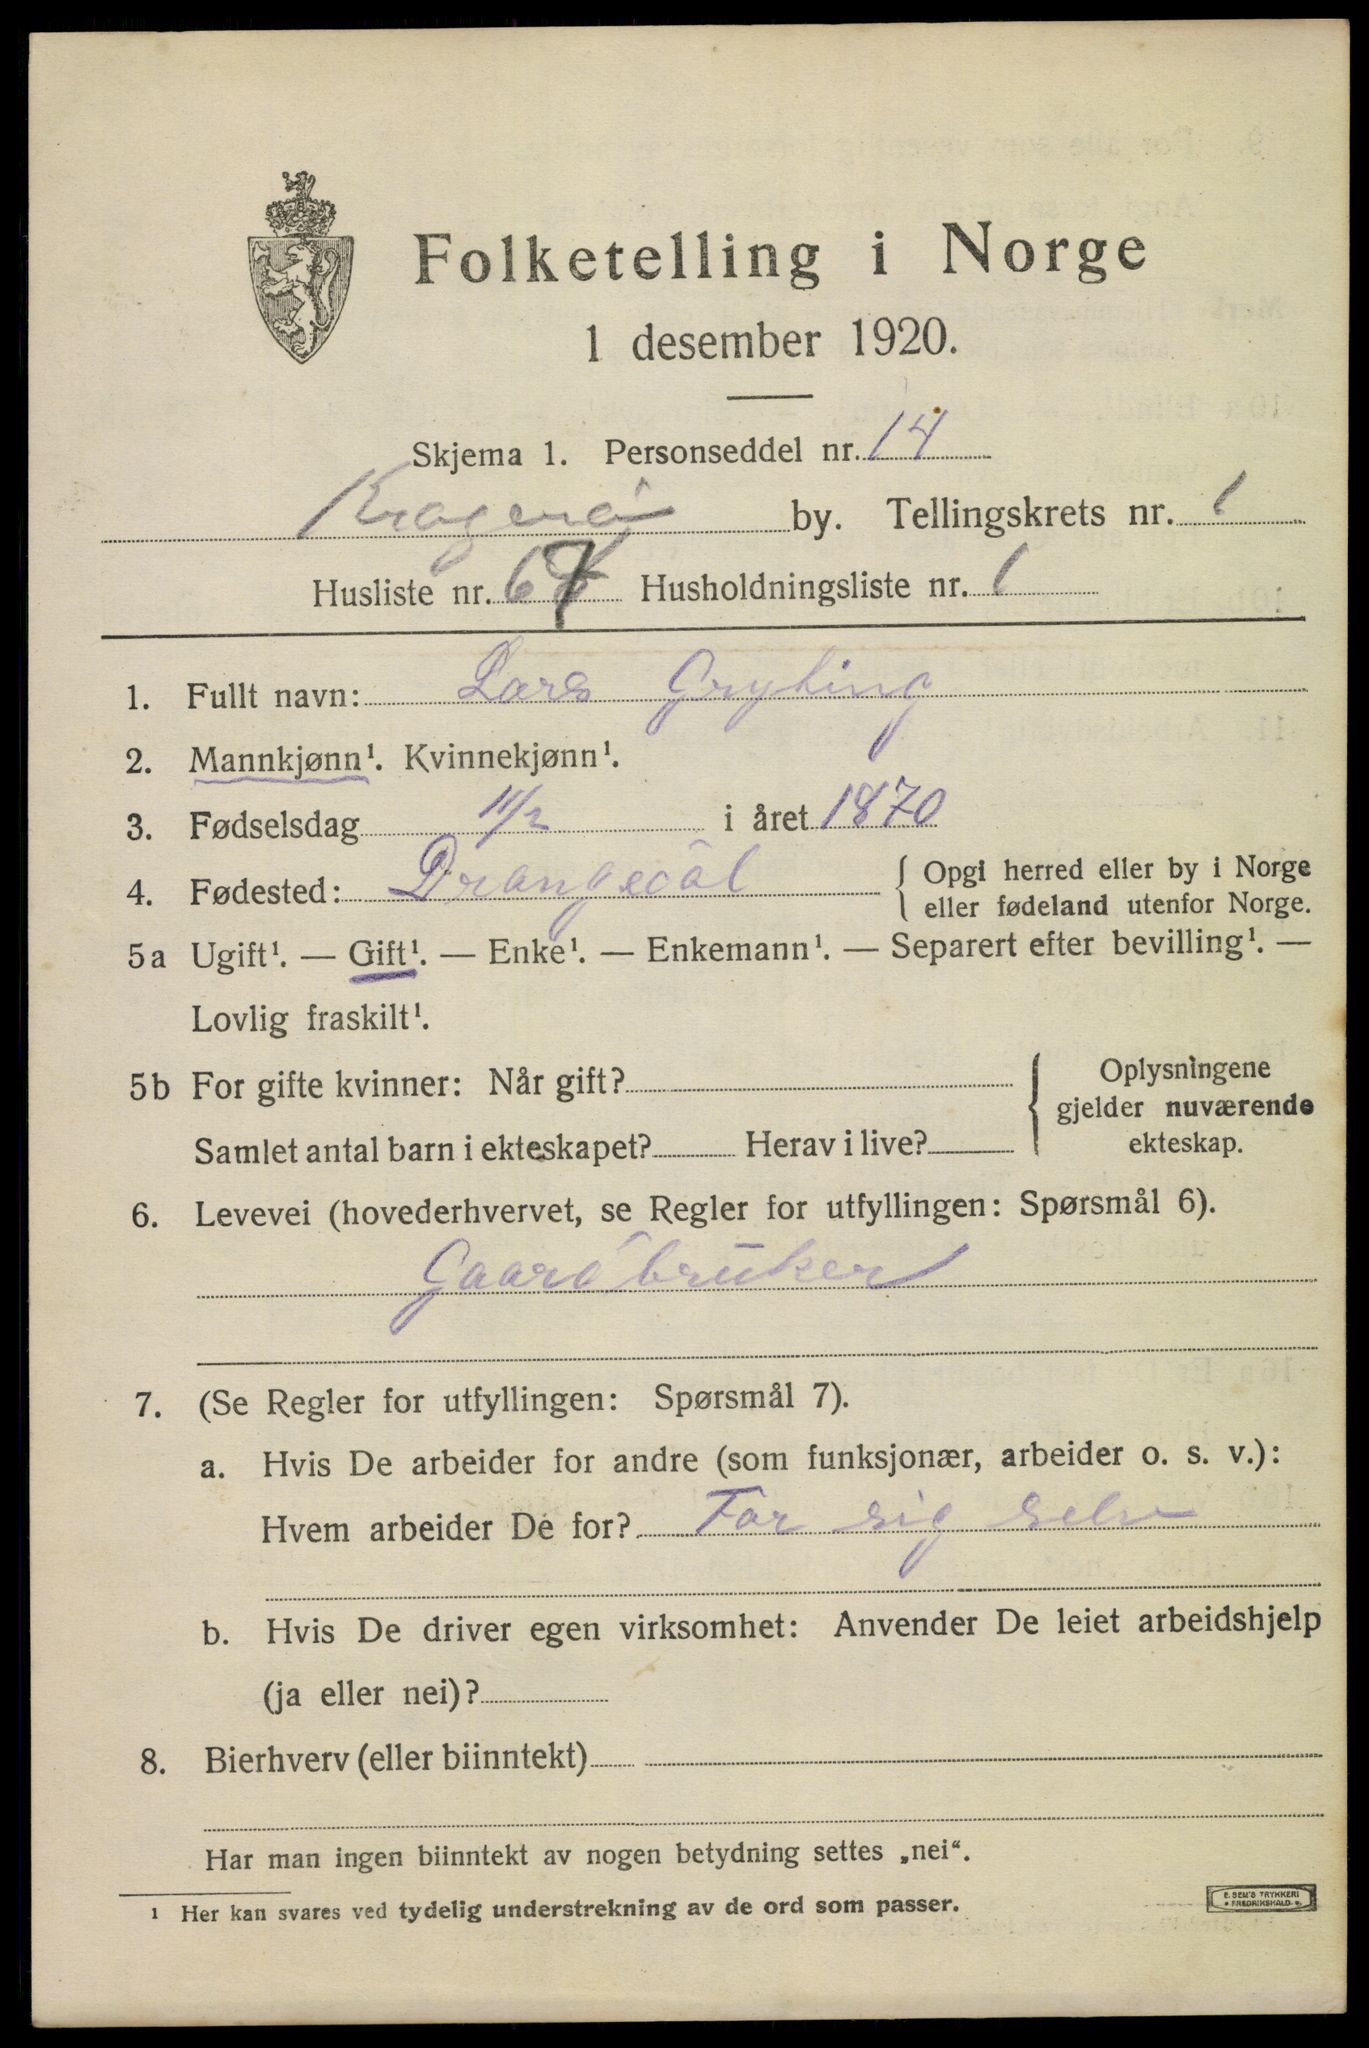 Folketelling i Norge
1 desember 1920.
Skjema 1. Personseddel nr. 14
Kragerø by. Tellingskrets nr. 1
Husliste nr. 67 Husholdningsliste nr. 1
1. Fullt navn: Lars Gryting
2. Mannkjønn¹. Kvinnekjønn¹.
3. Fødselsdag 11/2 i året 1870
4. Fødested: Drangedal { Opgi herred eller by i Norge
eller fødeland utenfor Norge.
5a Ugift¹. — Gift¹. — Enke¹. — Enkemann¹. — Separert efter bevilling¹. —
Lovlig fraskilt¹.
5b For gifte kvinner: Når gift? { Oplysningene
gjelder nuværende
Samlet antal barn i ekteskapet? Herav i live? ekteskap.
6. Levevei (hovederhvervet, se Regler for utfyllingen: Spørsmål 6).
Gaardbruker
7. (Se Regler for utfyllingen: Spørsmål 7).
a. Hvis De arbeider for andre (som funksjonær, arbeider o. s. v.):
Hvem arbeider De for? For sig selv
b. Hvis De driver egen virksomhet: Anvender De leiet arbeidshjelp
(ja eller nei)?
8. Bierhverv (eller biinntekt)
Har man ingen biinntekt av nogen betydning settes „nei“.
¹ Her kan svares ved tydelig understrekning av de ord som passer.
E. SEM'S TRYKKERI
FREDRIKSHALD